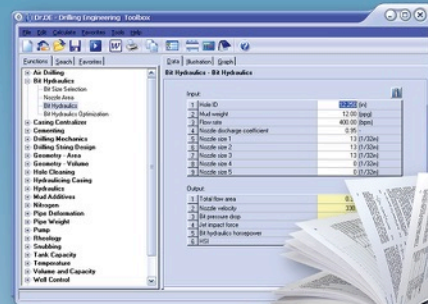 Dr.DE - Drilling Engineering Toolbox
File Edit Calculate Favorites Tools Help
Functions Search Favorites
Data Illustration Graph
Air Drilling
Bit Hydraulics
Bit Size Selection
Nozzle Area
Bit Hydraulics
Bit Hydraulics Optimization
Casing Centralizer
Cementing
Drilling Mechanics
Drilling String Design
Geometry - Area
Geometry - Volume
Hole Cleaning
Hydraulicing Casing
Hydraulics
Mud Additives
Nitrogen
Pipe Deformation
Pipe Weight
Pump
Rheology
Snubbing
Tank Capacity
Temperature
Volume and Capacity
Well Control
Bit Hydraulics - Bit Hydraulics
Input
1 Hole ID 12.250 (in)
2 Mud weight 12.00 (ppg)
3 Flow rate 400.00 (gpm)
4 Nozzle discharge coefficient 0.95 -
5 Nozzle size 1 13 (1/32in)
6 Nozzle size 2 13 (1/32in)
7 Nozzle size 3 13 (1/32in)
8 Nozzle size 4 0 (1/32in)
9 Nozzle size 5 0 (1/32in)
Output
1 Total flow area
2 Nozzle velocity
3 Bit pressure drop
4 Jet impact force
5 Bit hydraulics horsepower
6 HSI